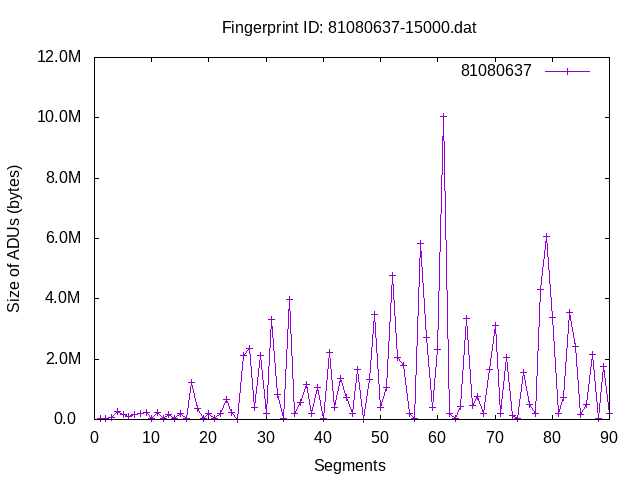 Fingerprint ID: 81080637-15000.dat
12.0M
10.0M
8.0M
6.0M
4.0M
2.0M
0.0
Size of ADUs (bytes)
81080637
0 10 20 30 40 50 60 70 80 90
Segments